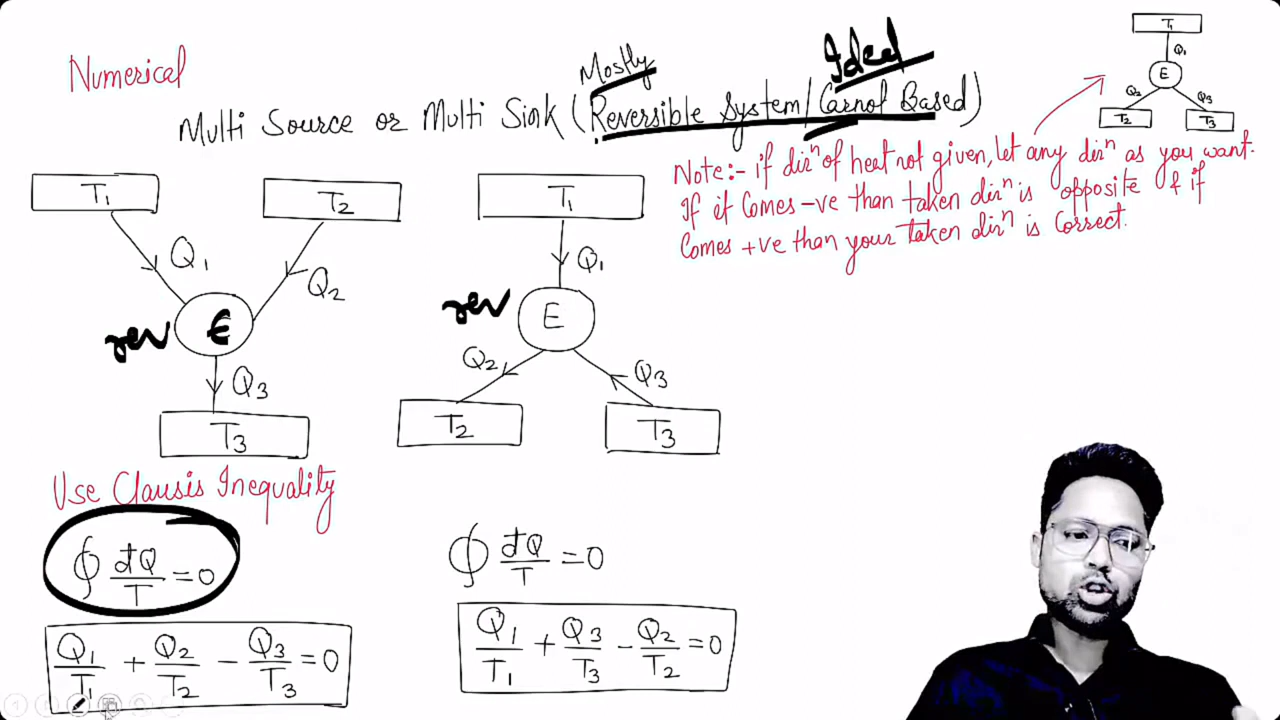 Numerical
Mostly
Ideal
Multi Source or Multi Sink (Reversible System/Carnot Based)
T1
Q1
E
Q2
Q3
T2
T3
Note:- if dirⁿ of heat not given, let any dirⁿ as you want.
If it Comes -ve than taken dirⁿ is opposite & if
Comes +ve than your taken dirⁿ is Correct.
T1
T2
Q1
Q2
rev
€
Q3
T3
T1
Q1
rev
E
Q2
Q3
T2
T3
Use Clausis Inequality
∮ đQ/T = 0
Q1/T1 + Q2/T2 - Q3/T3 = 0
∮ đQ/T = 0
Q1/T1 + Q3/T3 - Q2/T2 = 0